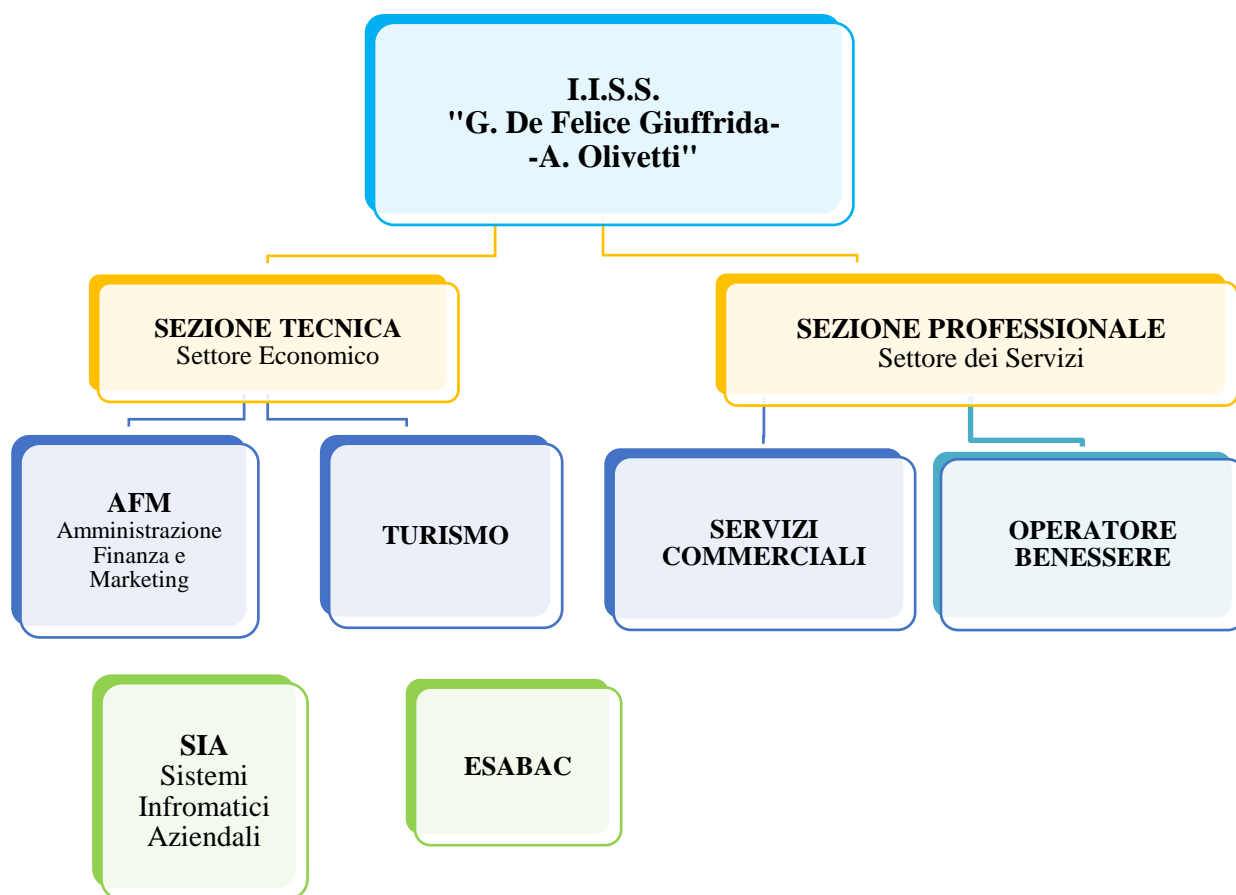 I.I.S.S.
"G. De Felice Giuffrida-
-A. Olivetti"
SEZIONE TECNICA
Settore Economico
SEZIONE PROFESSIONALE
Settore dei Servizi
AFM
Amministrazione
Finanza e
Marketing
TURISMO
SERVIZI
COMMERCIALI
OPERATORE
BENESSERE
SIA
Sistemi
Infromatici
Aziendali
ESABAC